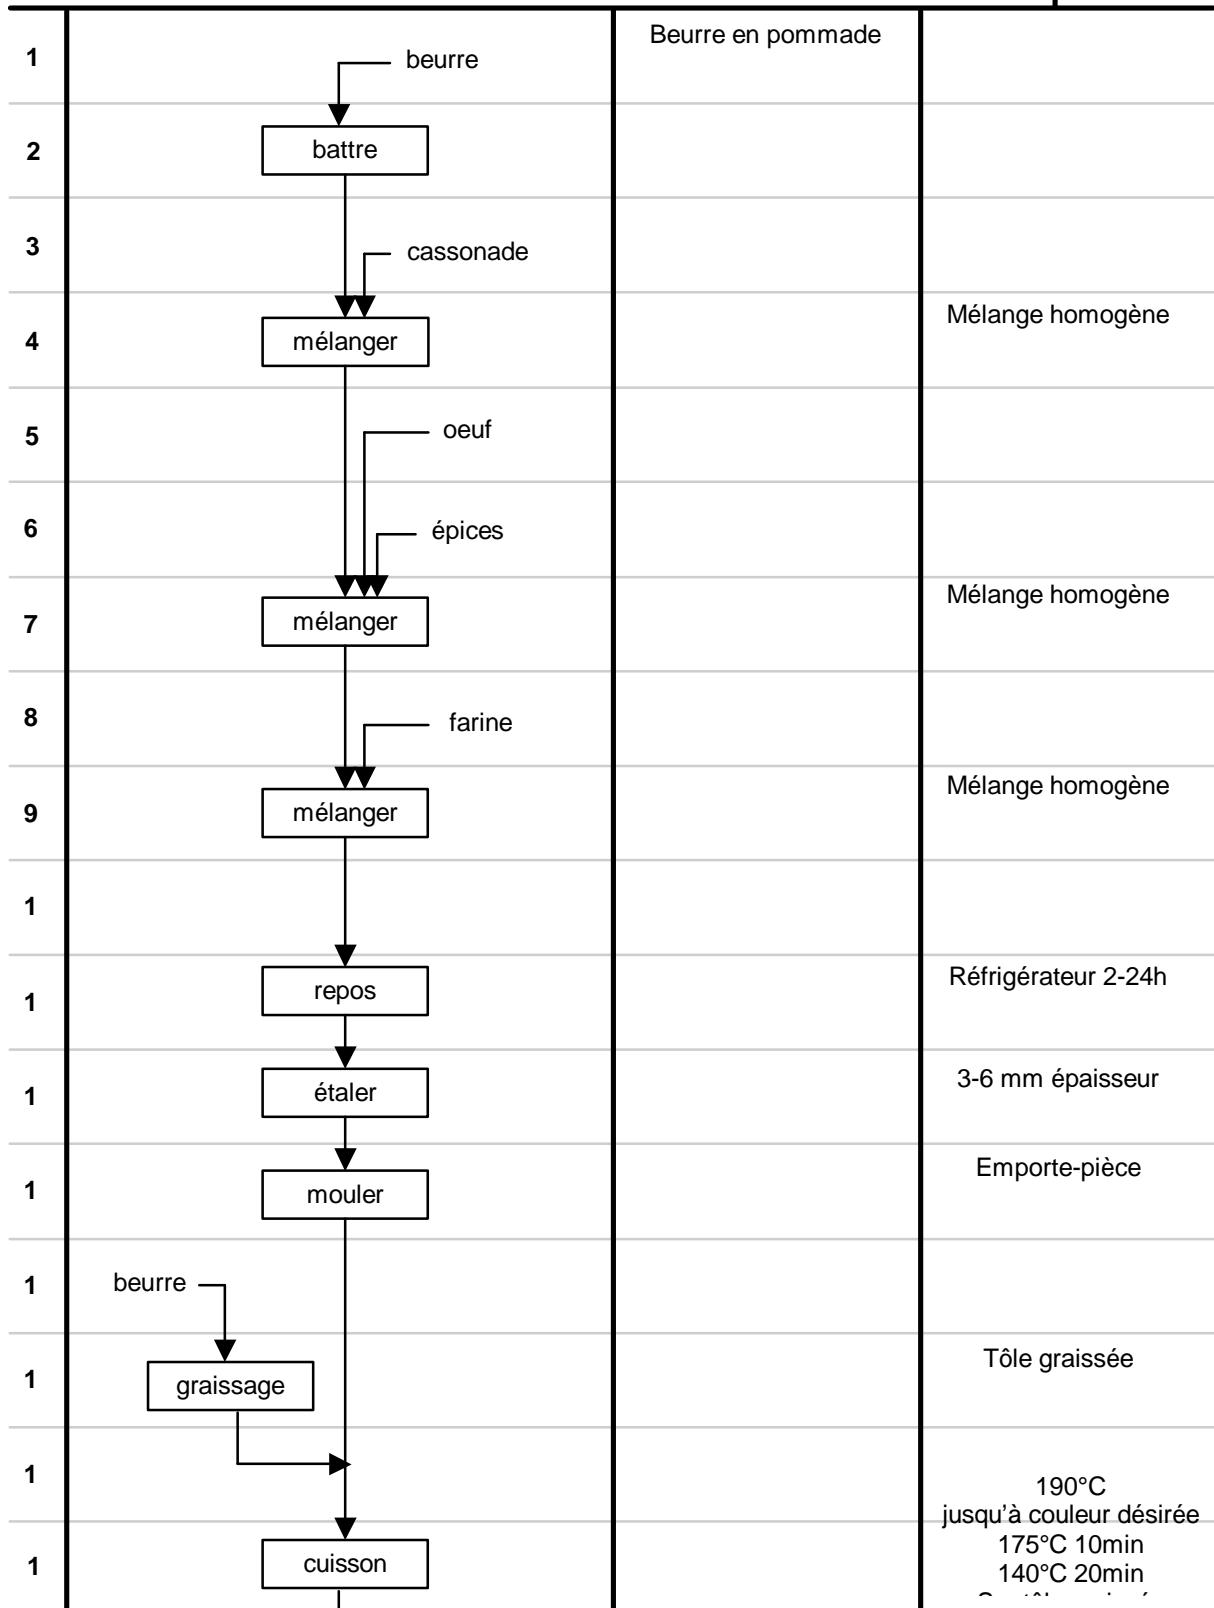 Beurre en pommade
1
beurre
2
battre
3
cassonade
Mélange homogène
4
mélanger
5
oeuf
6
épices
Mélange homogène
7
mélanger
8
farine
Mélange homogène
9
mélanger
1
Réfrigérateur 2-24h
1
repos
3-6 mm épaisseur
1
étaler
Emporte-pièce
1
mouler
1
beurre
Tôle graissée
1
graissage
1
190°C
jusqu'à couleur désirée
175°C 10min
1
cuisson
140°C 20min